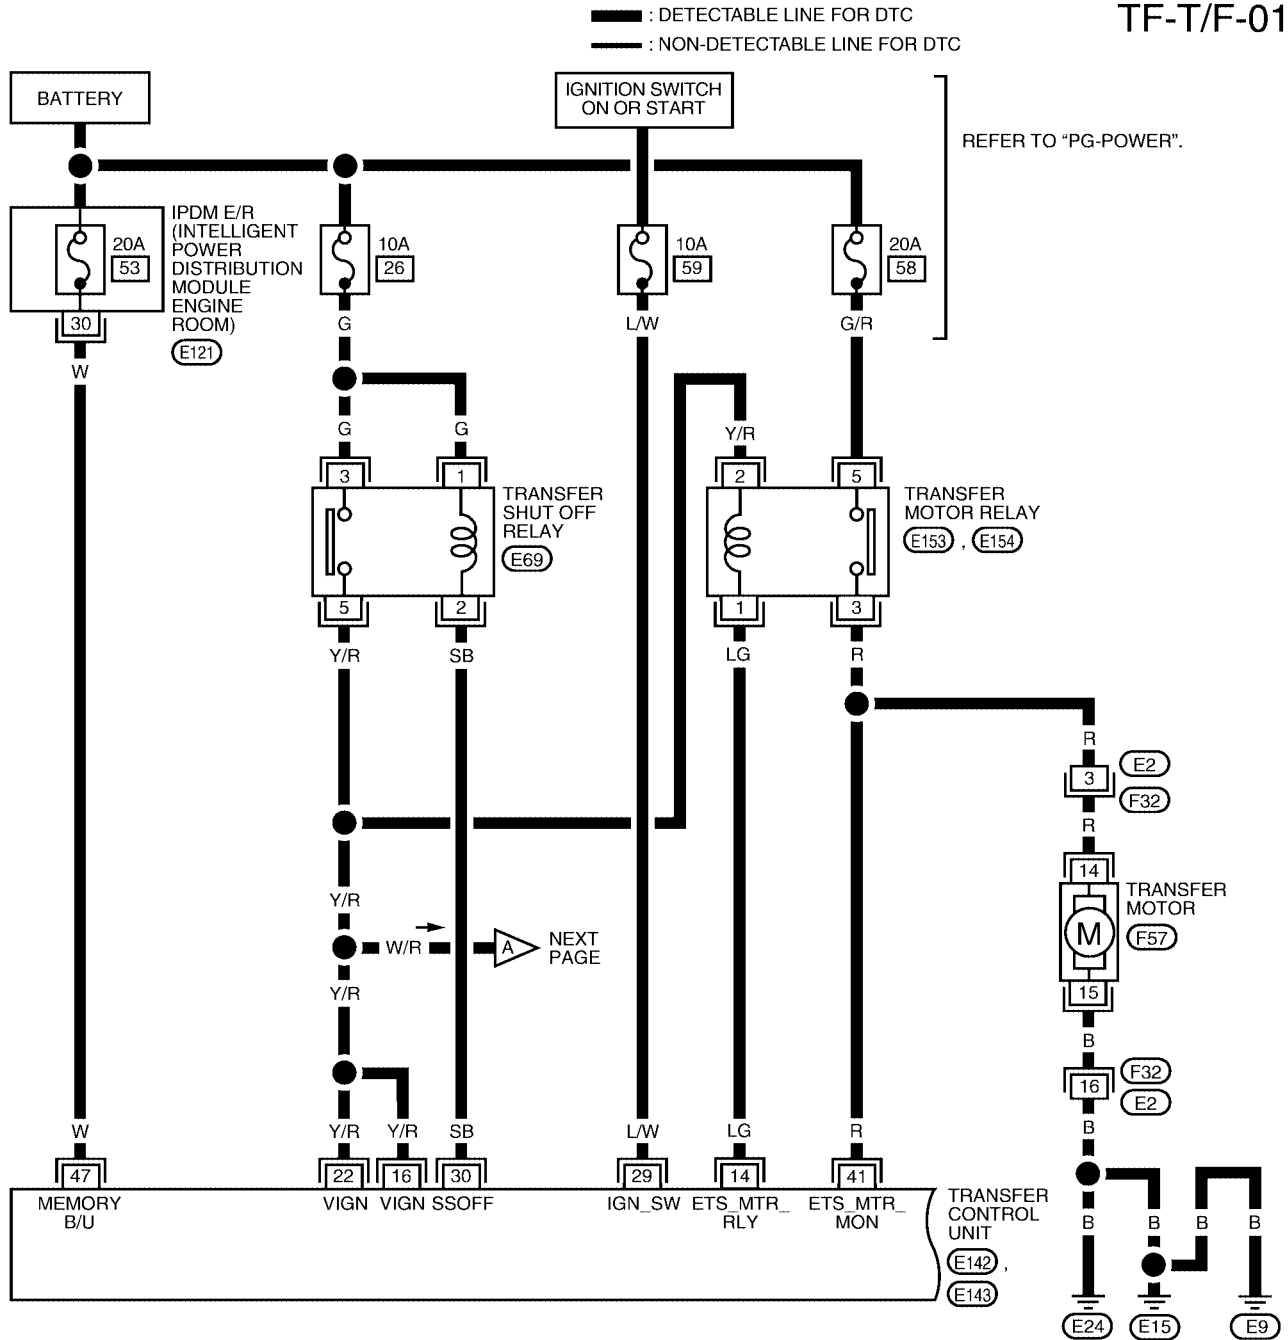 : DETECTABLE LINE FOR DTC
: NON-DETECTABLE LINE FOR DTC
TF-T/F-01
BATTERY
IGNITION SWITCH
ON OR START
REFER TO “PG-POWER”.
IPDM E/R
(INTELLIGENT
POWER
DISTRIBUTION
MODULE
ENGINE
ROOM)
E121
20A
53
10A
26
10A
59
20A
58
30
G
L/W
G/R
W
G
G
Y/R
3
1
2
5
TRANSFER
SHUT OFF
RELAY
E69
TRANSFER
MOTOR RELAY
E153 , E154
5
2
1
3
Y/R
SB
LG
R
R
3
E2
F32
R
14
TRANSFER
MOTOR
M
F57
15
Y/R
W/R
A
NEXT
PAGE
Y/R
B
16
F32
E2
W
Y/R
Y/R
SB
L/W
LG
R
B
47
22
16
30
29
14
41
MEMORY
B/U
VIGN
VIGN
SSOFF
IGN_SW
ETS_MTR_
RLY
ETS_MTR_
MON
TRANSFER
CONTROL
UNIT
E142 ,
E143
B
B
B
B
E24
E15
E9